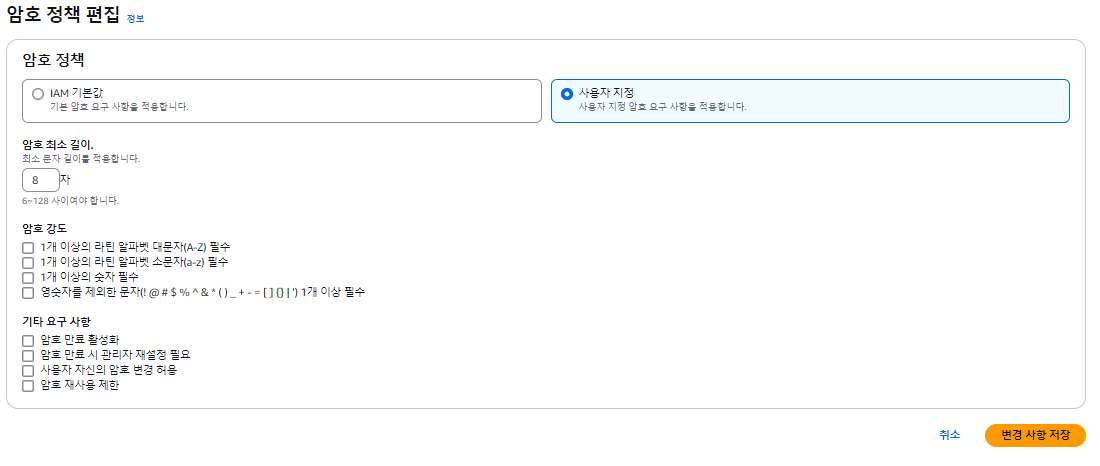 암호 정책 편집 정보
암호 정책
IAM 기본값
기본 암호 요구 사항을 적용합니다.
사용자 지정
사용자 지정 암호 요구 사항을 적용합니다.
암호 최소 길이.
최소 문자 길이를 적용합니다.
8 자
6~128 사이여야 합니다.
암호 강도
1개 이상의 라틴 알파벳 대문자(A-Z) 필수
1개 이상의 라틴 알파벳 소문자(a-z) 필수
1개 이상의 숫자 필수
영숫자를 제외한 문자(! @ # $ % ^ & * ( ) _ + - = [ ] {} | ') 1개 이상 필수
기타 요구 사항
암호 만료 활성화
암호 만료 시 관리자 재설정 필요
사용자 자신의 암호 변경 허용
암호 재사용 제한
취소
변경 사항 저장